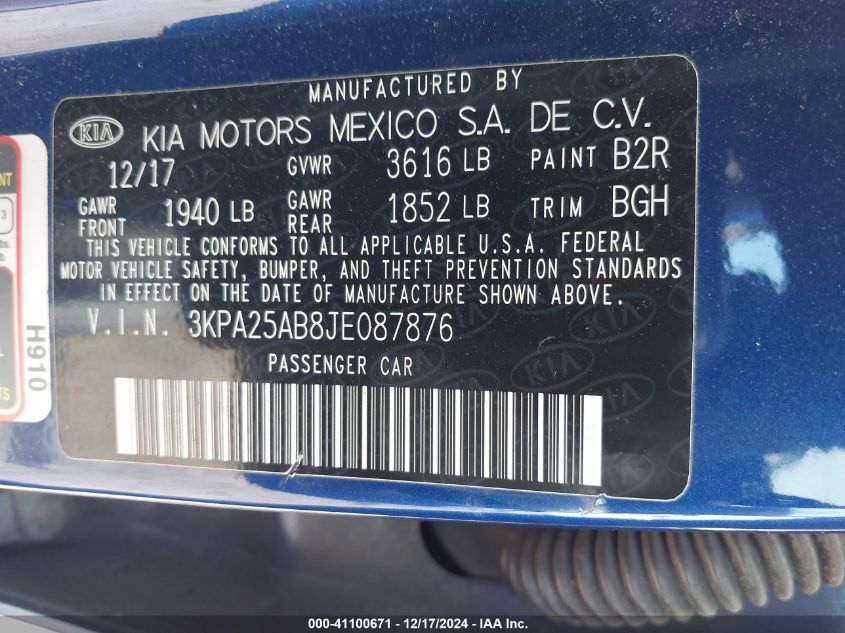 MANUFACTURED BY
KIA KIA MOTORS MEXICO S.A. DE C.V.
12/17 GVWR 3616 LB PAINT B2R
GAWR FRONT 1940 LB GAWR REAR 1852 LB TRIM BGH
THIS VEHICLE CONFORMS TO ALL APPLICABLE U.S.A. FEDERAL
MOTOR VEHICLE SAFETY, BUMPER, AND THEFT PREVENTION STANDARDS
IN EFFECT ON THE DATE OF MANUFACTURE SHOWN ABOVE.
V.I.N. 3KPA25AB8JE087876
PASSENGER CAR
H910
000-41100671 - 12/17/2024 - IAA Inc.